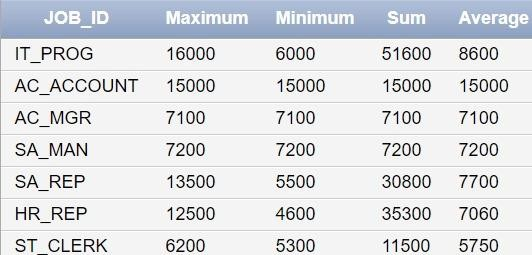 JOB_ID Maximum Minimum Sum Average
IT_PROG 16000 6000 51600 8600
AC_ACCOUNT 15000 15000 15000 15000
AC_MGR 7100 7100 7100 7100
SA_MAN 7200 7200 7200 7200
SA_REP 13500 5500 30800 7700
HR_REP 12500 4600 35300 7060
ST_CLERK 6200 5300 11500 5750